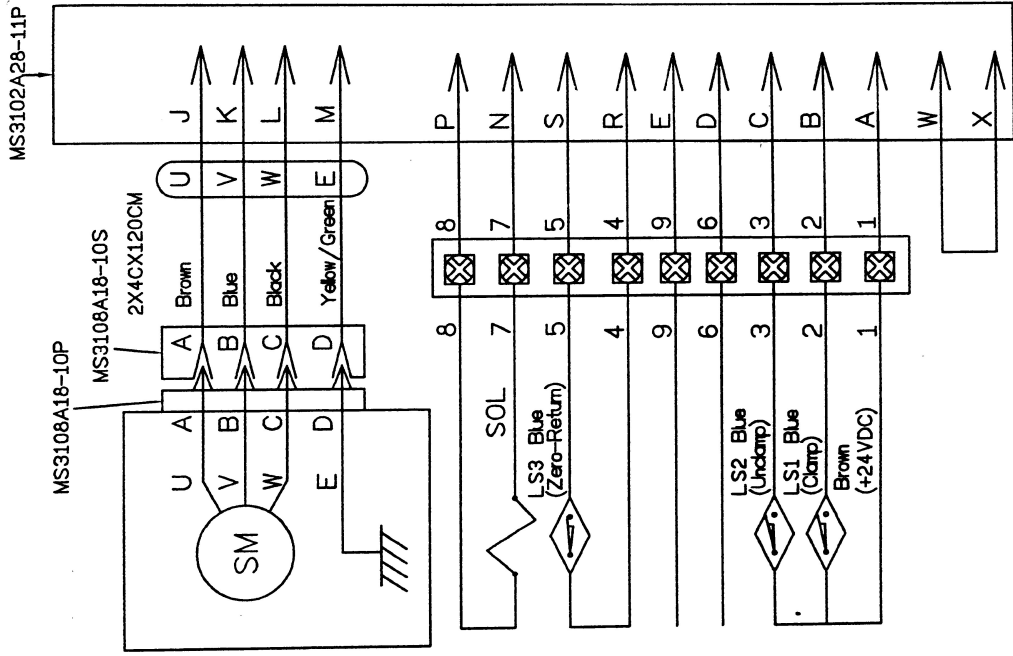 MS3102A28-11P
J
K
L
M
P
N
S
R
E
D
C
B
A
W
X
U
V
W
E
MS3108A18-10S
2X4CX120CM
Brown
Blue
Black
Yellow/Green
MS3108A18-10P
A
B
C
D
A
B
C
D
U
V
W
E
SM
8
7
5
4
9
6
3
2
1
8
7
5
4
9
6
3
2
1
SOL
LS3 Blue
(Zero-Return)
LS2 Blue
(Unclamp)
LS1 Blue
(Clamp)
Brown
(+24VDC)